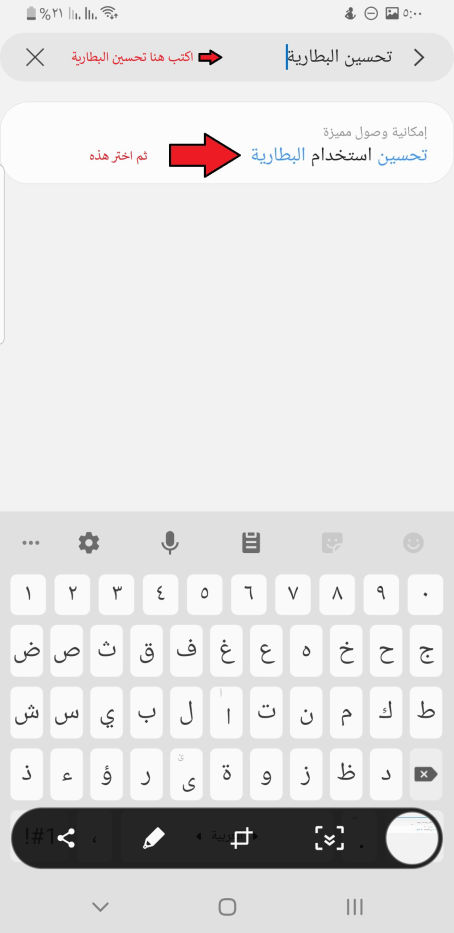 %٢١ ٥:٠٠
تحسين البطارية اكتب هنا تحسين البطارية
إمكانية وصول مميزة
تحسين استخدام البطارية ثم اختر هذه
١ ٢ ٣ ٤ ٥ ٦ ٧ ٨ ٩ ٠
ض ص ث ق ف غ ع ه خ ح ج
ش س ي ب ل ا أ ت ن م ك ط
ذ ء ؤ ر ى ئ ة و ز ظ د
!#1 ، العربية .